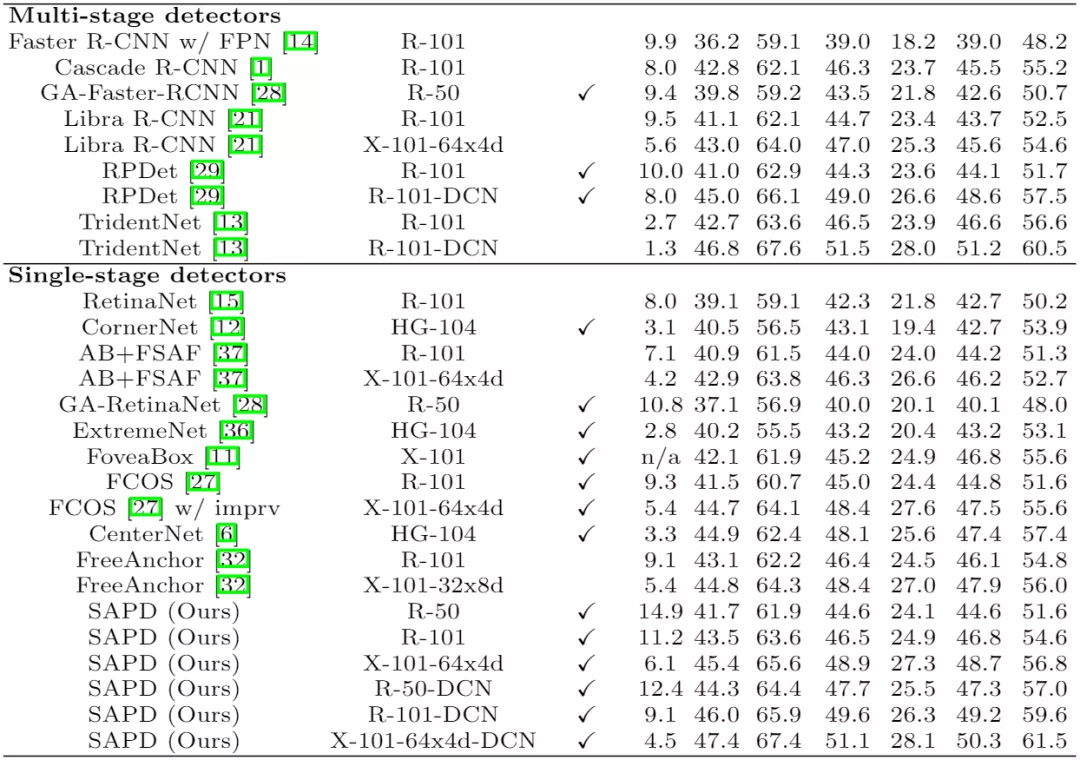 Multi-stage detectors
Faster R-CNN w/ FPN [14] R-101 9.9 36.2 59.1 39.0 18.2 39.0 48.2
Cascade R-CNN [1] R-101 8.0 42.8 62.1 46.3 23.7 45.5 55.2
GA-Faster-RCNN [28] R-50 ✓ 9.4 39.8 59.2 43.5 21.8 42.6 50.7
Libra R-CNN [21] R-101 9.5 41.1 62.1 44.7 23.4 43.7 52.5
Libra R-CNN [21] X-101-64x4d 5.6 43.0 64.0 47.0 25.3 45.6 54.6
RPDet [29] R-101 ✓ 10.0 41.0 62.9 44.3 23.6 44.1 51.7
RPDet [29] R-101-DCN ✓ 8.0 45.0 66.1 49.0 26.6 48.6 57.5
TridentNet [13] R-101 2.7 42.7 63.6 46.5 23.9 46.6 56.6
TridentNet [13] R-101-DCN 1.3 46.8 67.6 51.5 28.0 51.2 60.5
Single-stage detectors
RetinaNet [15] R-101 8.0 39.1 59.1 42.3 21.8 42.7 50.2
CornerNet [12] HG-104 ✓ 3.1 40.5 56.5 43.1 19.4 42.7 53.9
AB+FSAF [37] R-101 7.1 40.9 61.5 44.0 24.0 44.2 51.3
AB+FSAF [37] X-101-64x4d 4.2 42.9 63.8 46.3 26.6 46.2 52.7
GA-RetinaNet [28] R-50 ✓ 10.8 37.1 56.9 40.0 20.1 40.1 48.0
ExtremeNet [36] HG-104 ✓ 2.8 40.2 55.5 43.2 20.4 43.2 53.1
FoveaBox [11] X-101 ✓ n/a 42.1 61.9 45.2 24.9 46.8 55.6
FCOS [27] R-101 ✓ 9.3 41.5 60.7 45.0 24.4 44.8 51.6
FCOS [27] w/ imprv X-101-64x4d ✓ 5.4 44.7 64.1 48.4 27.6 47.5 55.6
CenterNet [6] HG-104 ✓ 3.3 44.9 62.4 48.1 25.6 47.4 57.4
FreeAnchor [32] R-101 9.1 43.1 62.2 46.4 24.5 46.1 54.8
FreeAnchor [32] X-101-32x8d 5.4 44.8 64.3 48.4 27.0 47.9 56.0
SAPD (Ours) R-50 ✓ 14.9 41.7 61.9 44.6 24.1 44.6 51.6
SAPD (Ours) R-101 ✓ 11.2 43.5 63.6 46.5 24.9 46.8 54.6
SAPD (Ours) X-101-64x4d ✓ 6.1 45.4 65.6 48.9 27.3 48.7 56.8
SAPD (Ours) R-50-DCN ✓ 12.4 44.3 64.4 47.7 25.5 47.3 57.0
SAPD (Ours) R-101-DCN ✓ 9.1 46.0 65.9 49.6 26.3 49.2 59.6
SAPD (Ours) X-101-64x4d-DCN ✓ 4.5 47.4 67.4 51.1 28.1 50.3 61.5